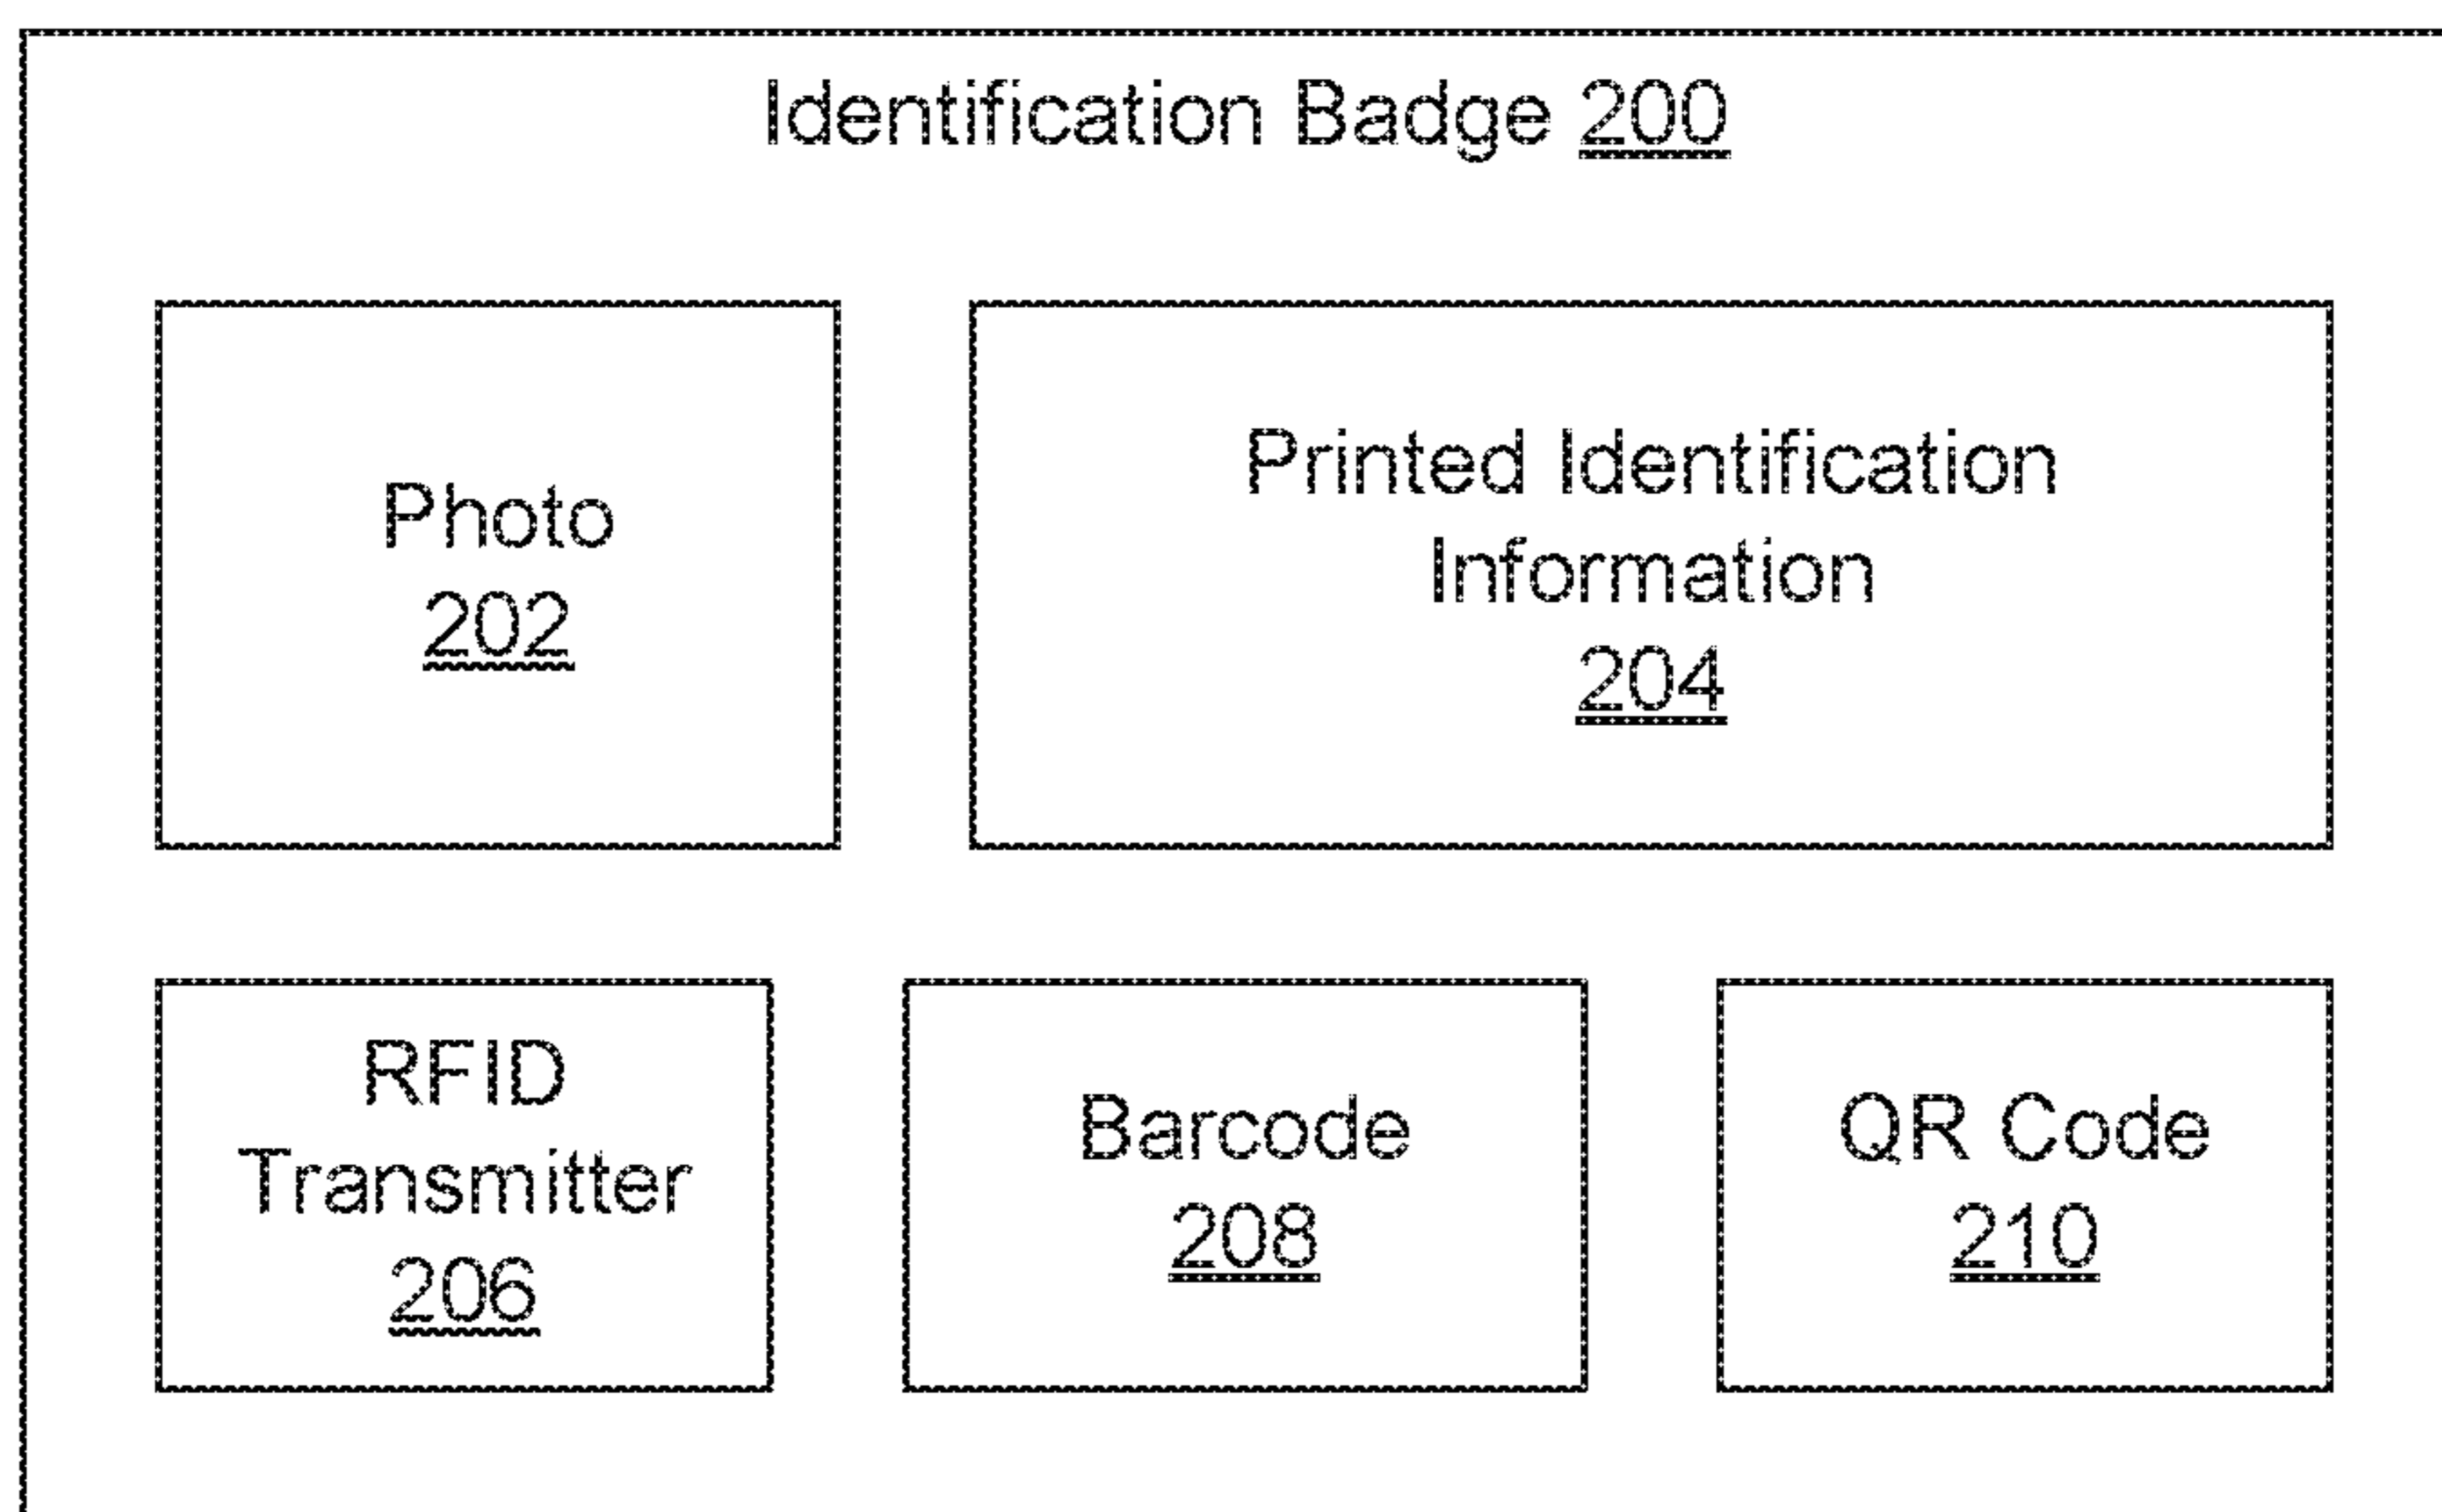 Identification Badge 200
Photo
202
Printed Identification
Information
204
RFID
Transmitter
206
Barcode
208
QR Code
210